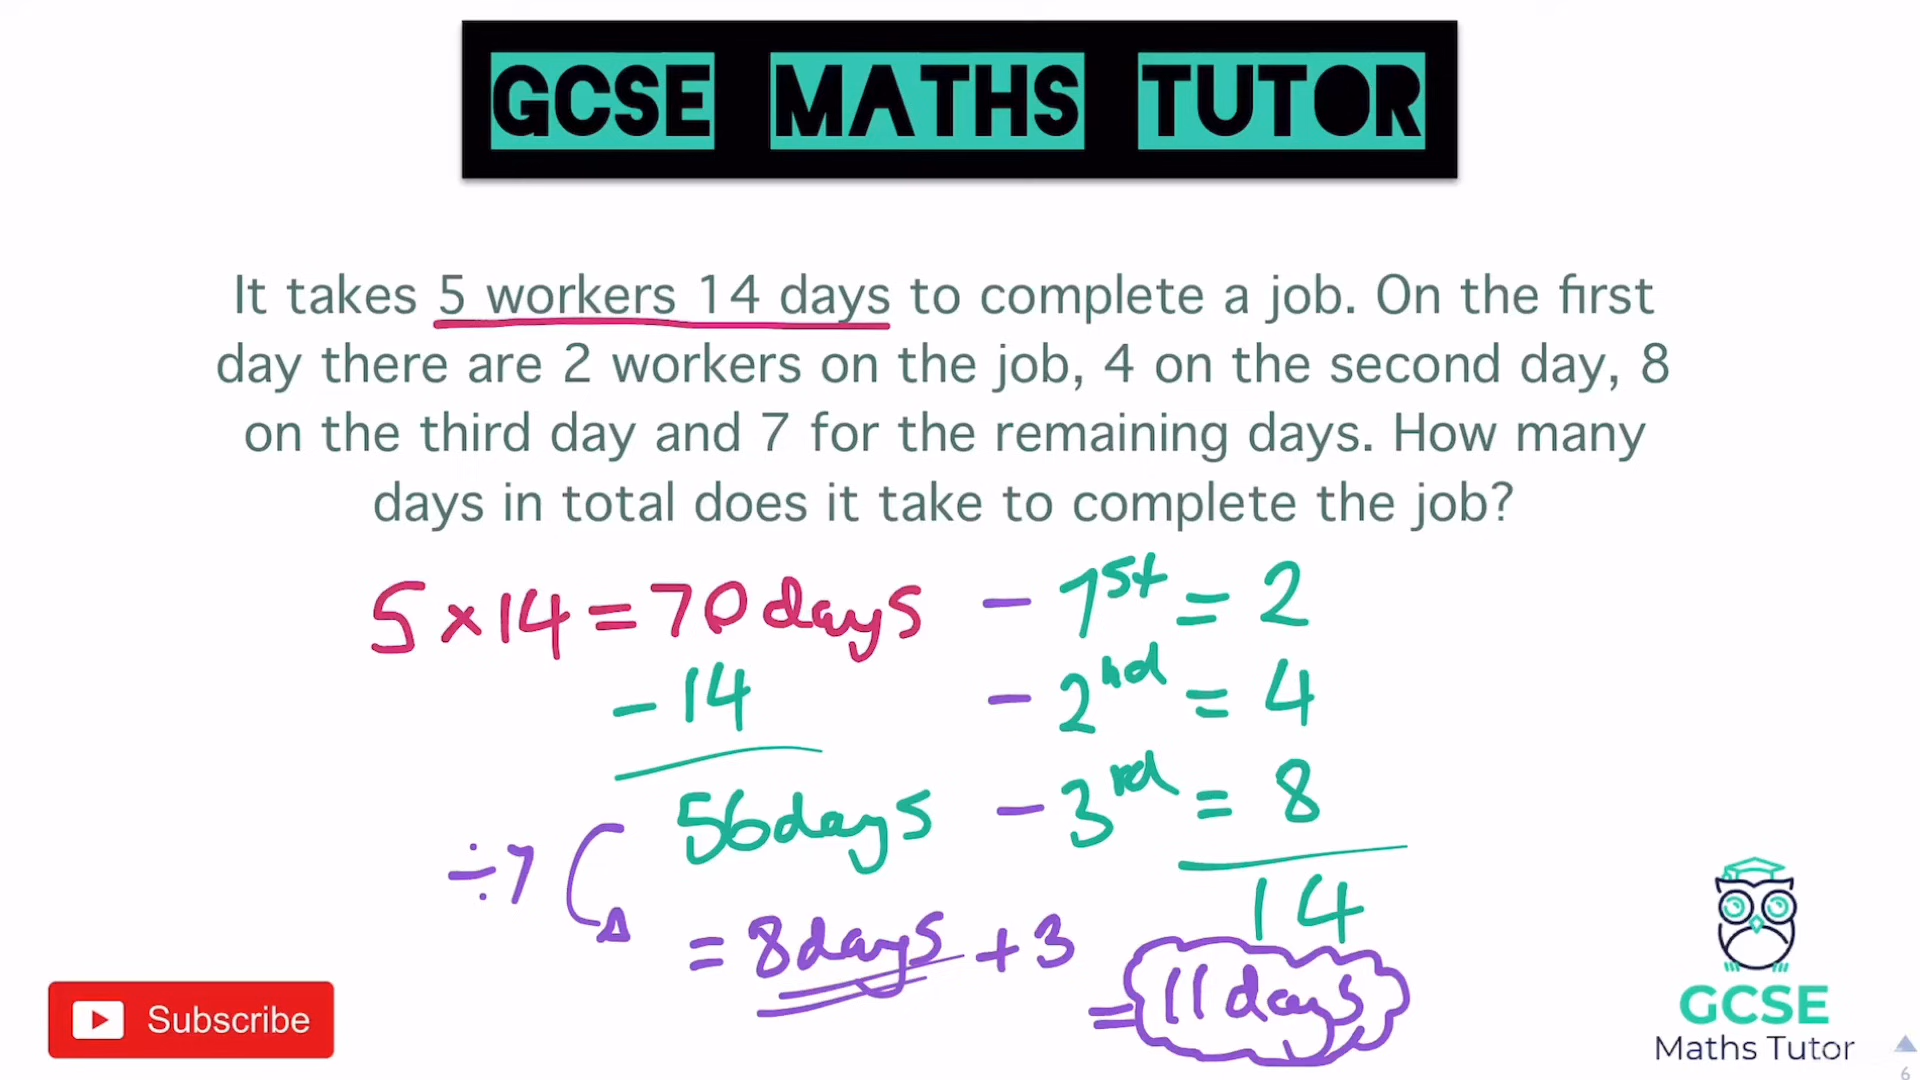 GCSE MATHS TUTOR
It takes 5 workers 14 days to complete a job. On the first
day there are 2 workers on the job, 4 on the second day, 8
on the third day and 7 for the remaining days. How many
days in total does it take to complete the job?
5 × 14 = 70 days - 1st = 2
- 14 - 2nd = 4
56 days - 3rd = 8
÷7
14
= 8 days + 3
= 11 days
Subscribe
GCSE
Maths Tutor
6